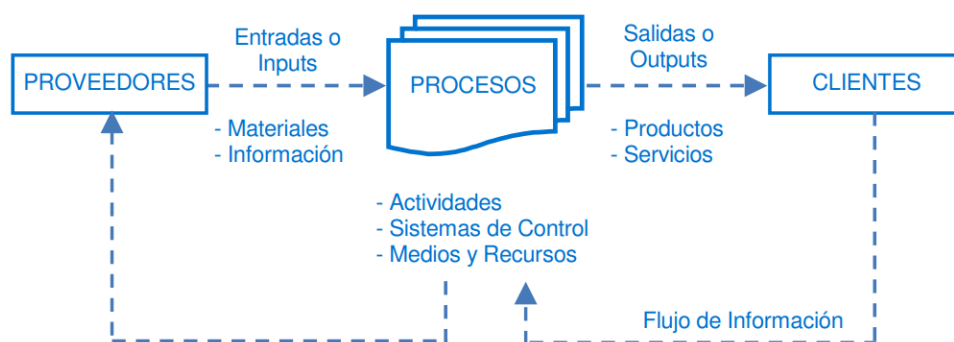 Entradas o
Inputs
Salidas o
Outputs
PROVEEDORES
PROCESOS
CLIENTES
- Materiales
- Información
- Productos
- Servicios
- Actividades
- Sistemas de Control
- Medios y Recursos
Flujo de Información